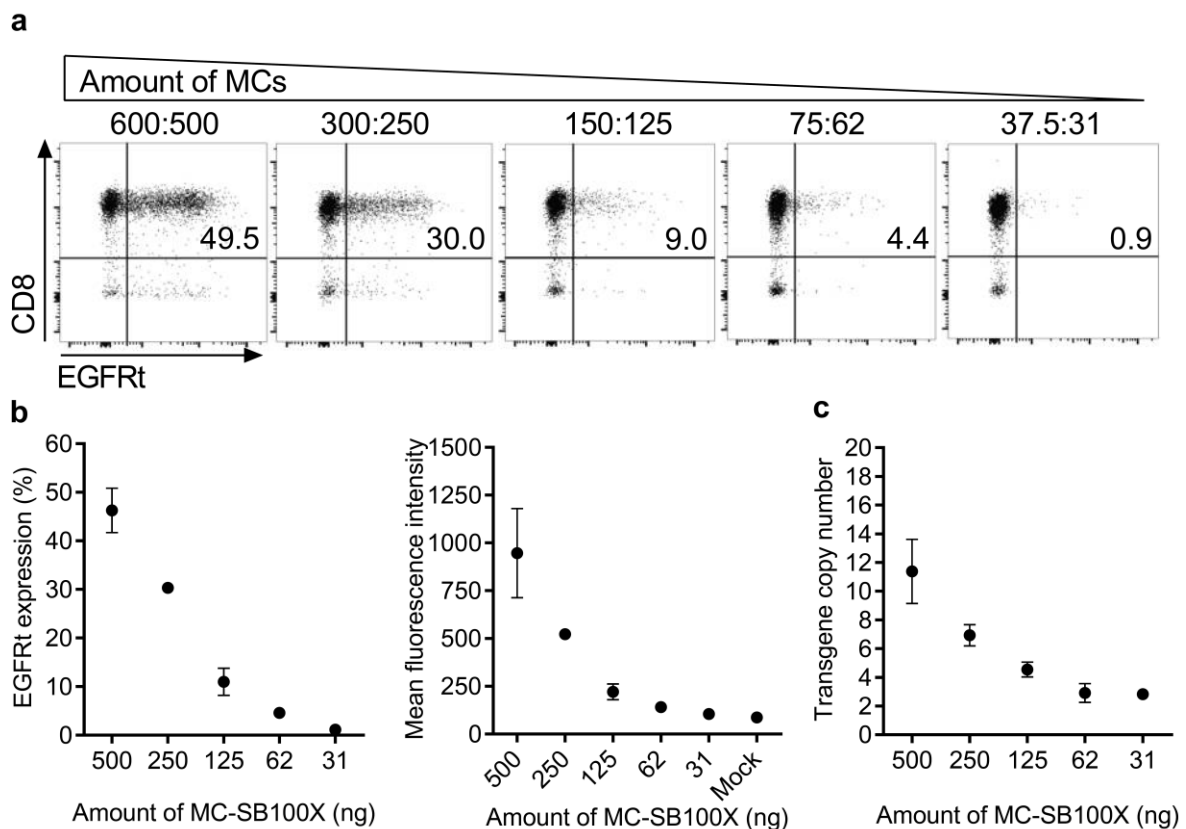 a
Amount of MCs
600:500 300:250 150:125 75:62 37.5:31
49.5 30.0 9.0 4.4 0.9
CD8
EGFRt
b
EGFRt expression (%)
60
50
40
30
20
10
0
500 250 125 62 31
Amount of MC-SB100X (ng)
Mean fluorescence intensity
1500
1250
1000
750
500
250
0
500 250 125 62 31 Mock
Amount of MC-SB100X (ng)
c
Transgene copy number
20
18
16
14
12
10
8
6
4
2
0
500 250 125 62 31
Amount of MC-SB100X (ng)